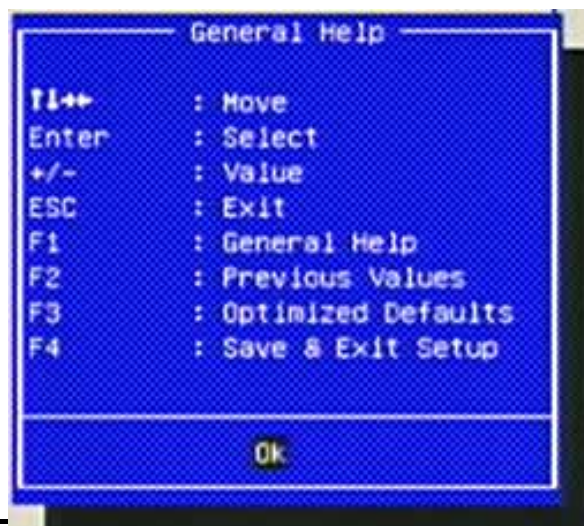 General Help
↑↓→← : Move
Enter : Select
+/- : Value
ESC : Exit
F1 : General Help
F2 : Previous Values
F3 : Optimized Defaults
F4 : Save & Exit Setup
Ok